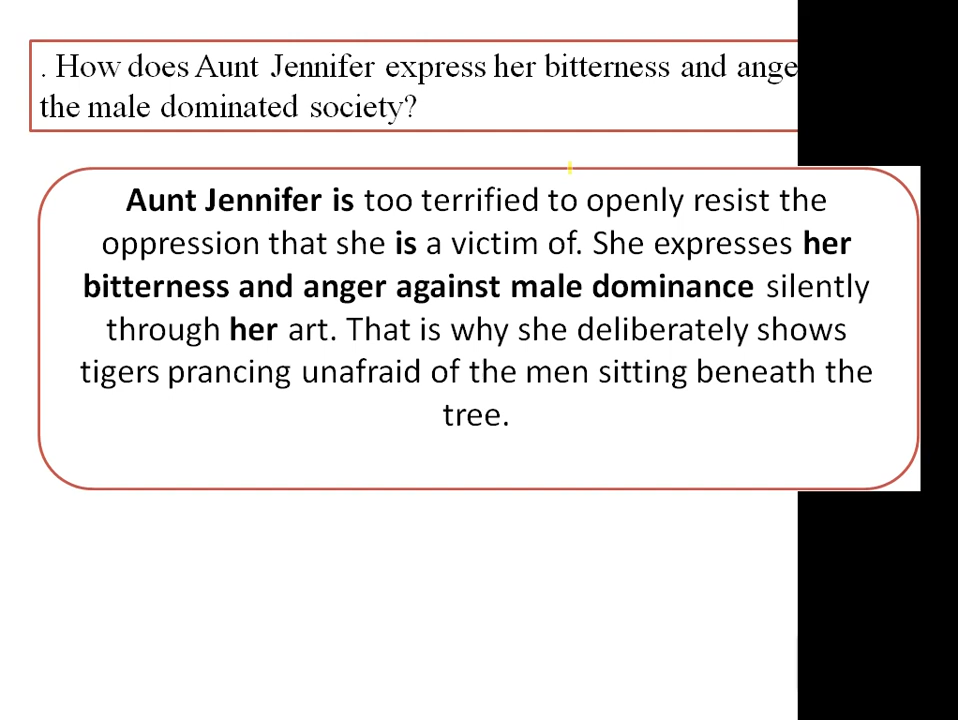 . How does Aunt Jennifer express her bitterness and ange
the male dominated society?
Aunt Jennifer is too terrified to openly resist the
oppression that she is a victim of. She expresses her
bitterness and anger against male dominance silently
through her art. That is why she deliberately shows
tigers prancing unafraid of the men sitting beneath the
tree.